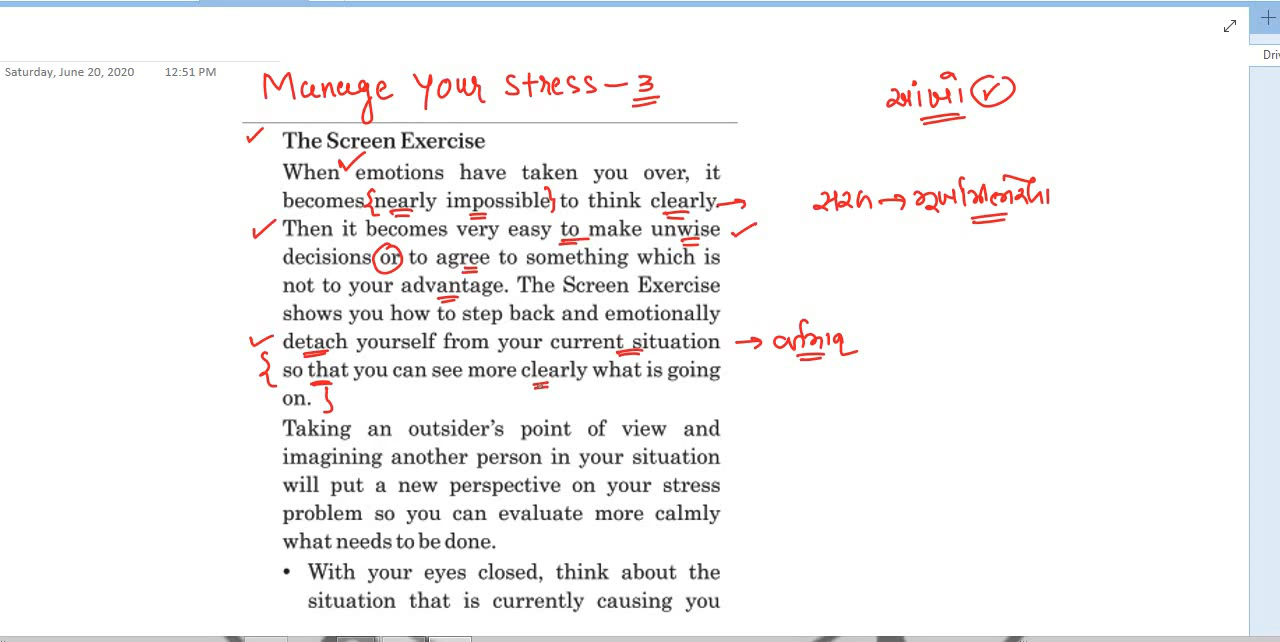 Saturday, June 20, 2020 12:51 PM
Manage Your Stress - 3
The Screen Exercise
When emotions have taken you over, it
becomes {nearly impossible} to think clearly. →
Then it becomes very easy to make unwise
decisions or to agree to something which is
not to your advantage. The Screen Exercise
shows you how to step back and emotionally
detach yourself from your current situation →
{ so that you can see more clearly what is going
on. }
Taking an outsider's point of view and
imagining another person in your situation
will put a new perspective on your stress
problem so you can evaluate more calmly
what needs to be done.
• With your eyes closed, think about the
situation that is currently causing you
Dri